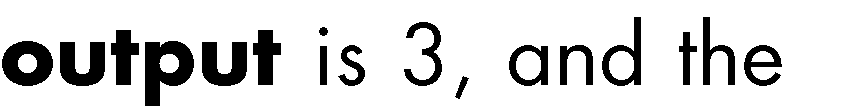 output is 3, and the